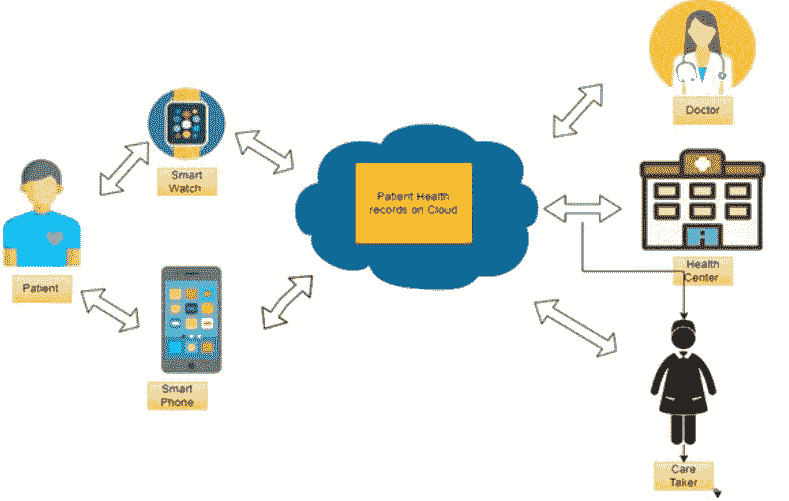 Doctor
Smart
Watch
Patient Health
records on Cloud
Health
Center
Patient
Smart
Phone
Care
Taker